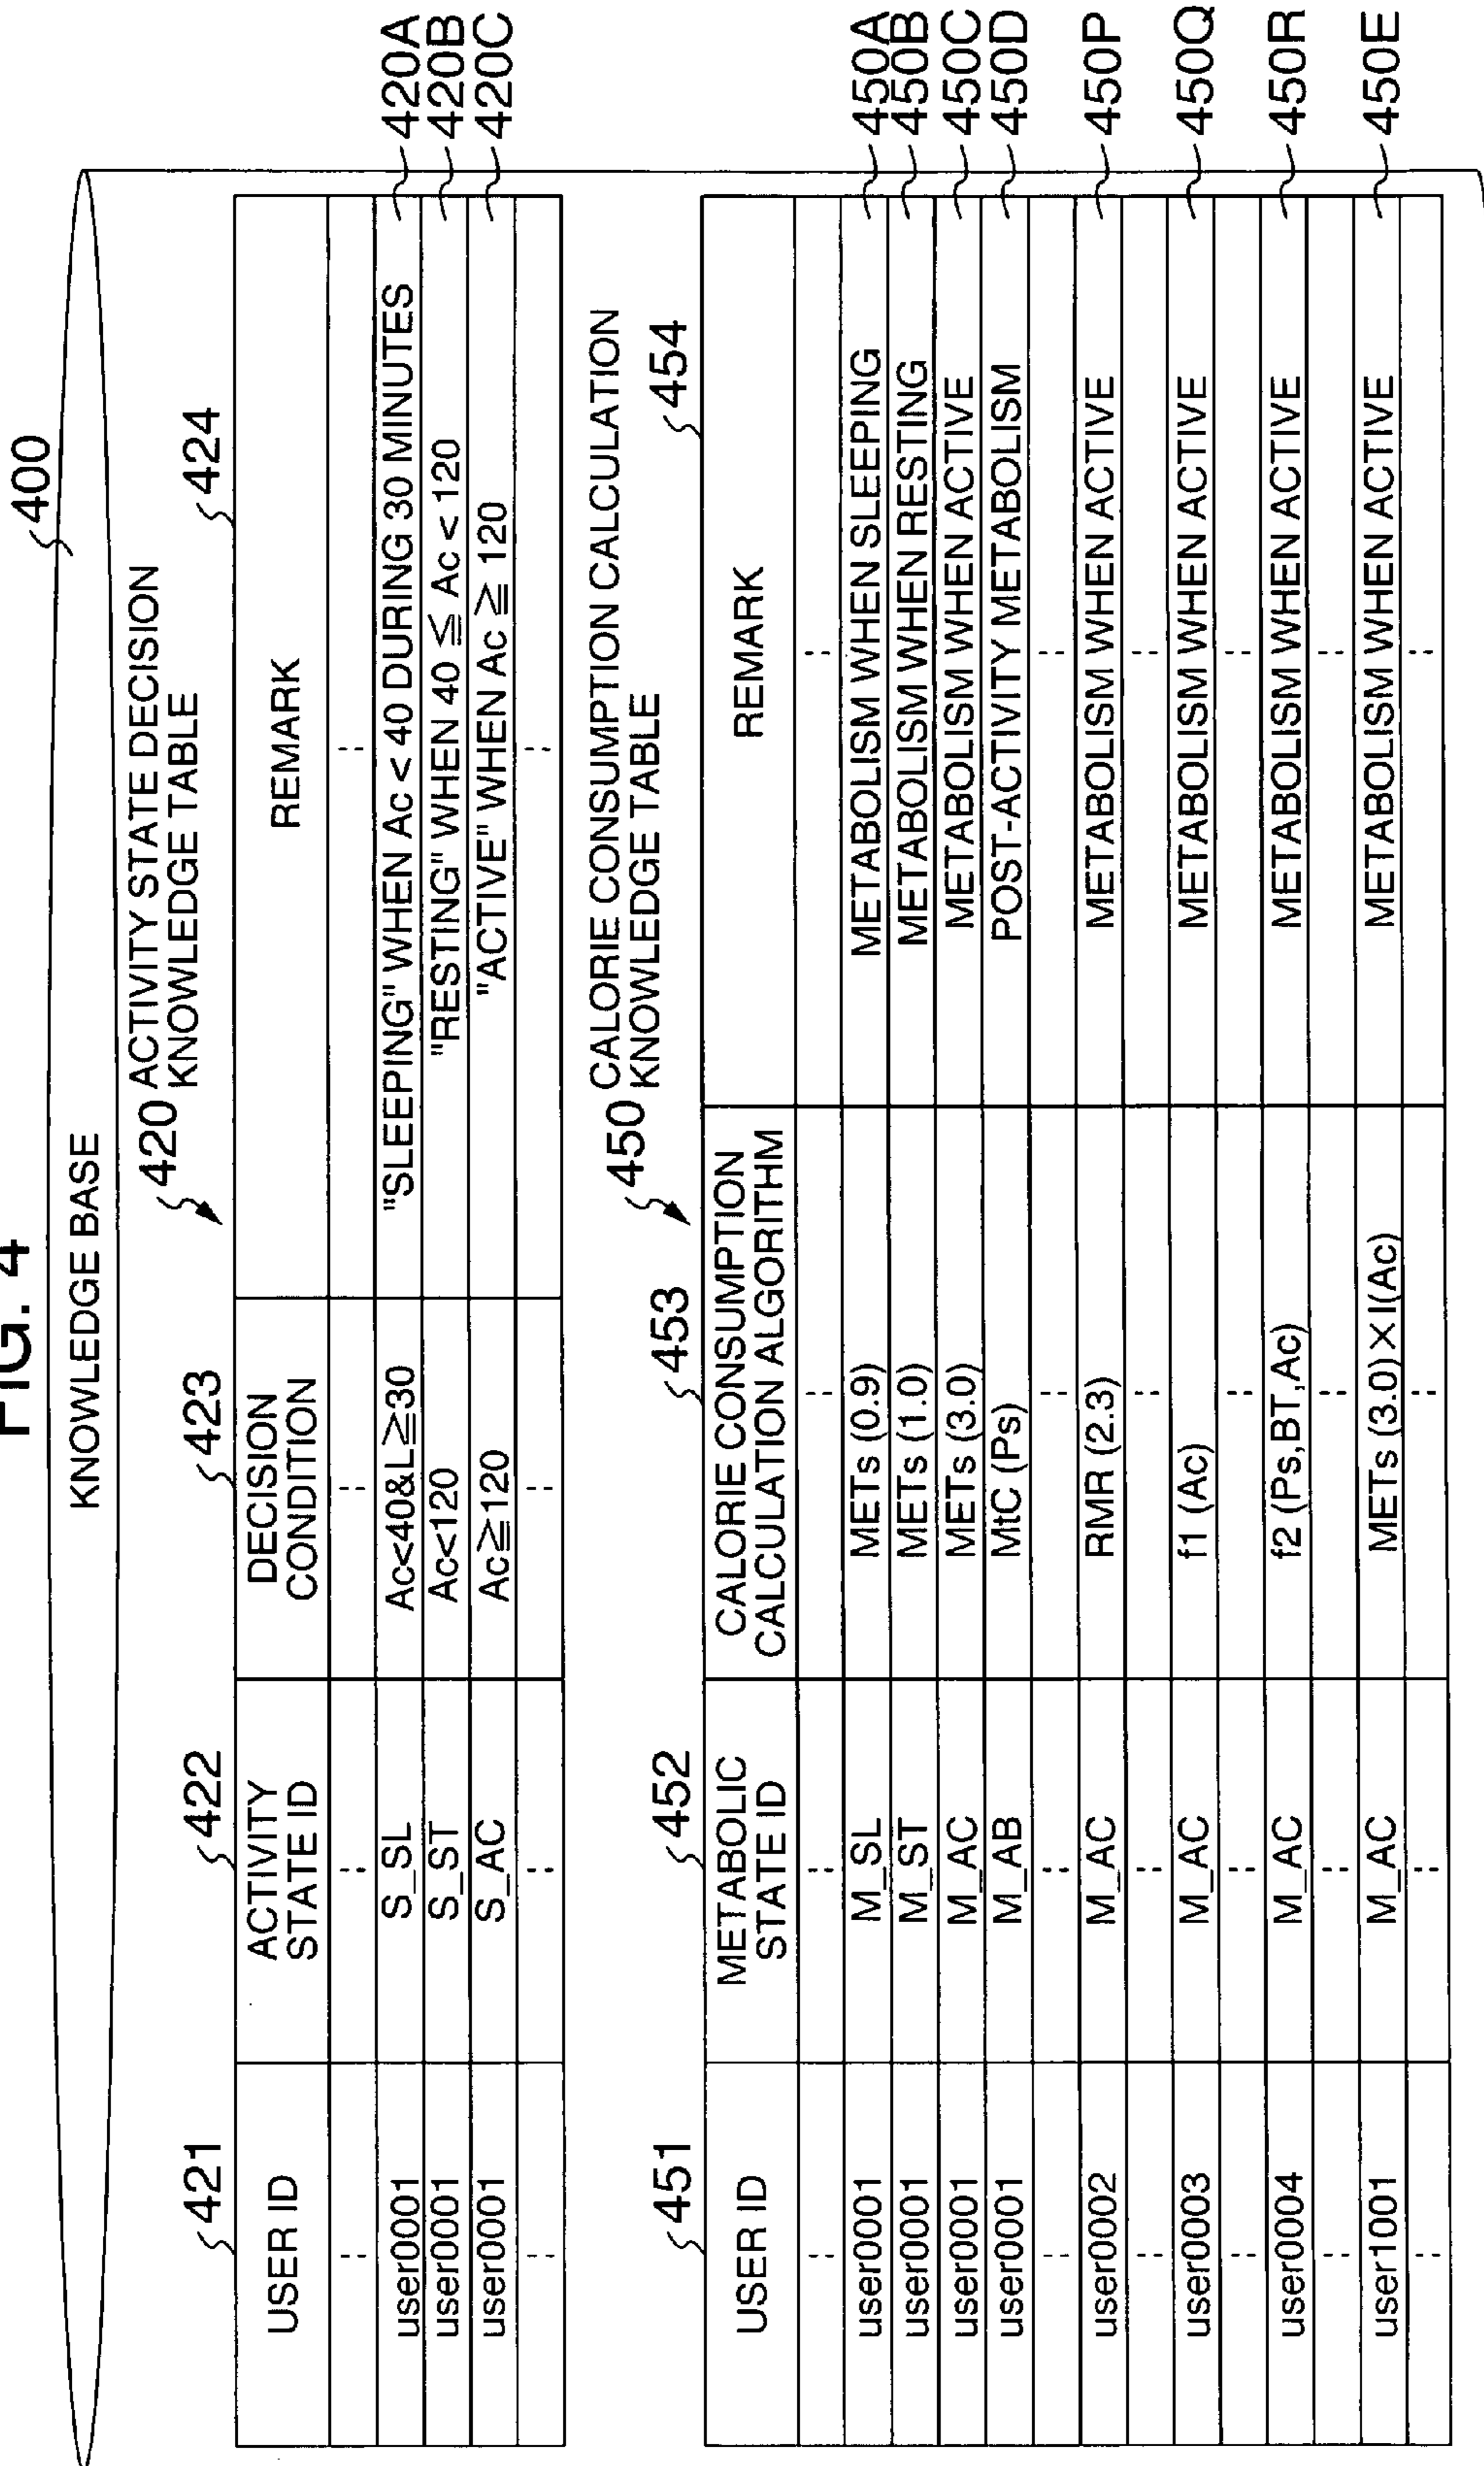 FIG. 4
KNOWLEDGE BASE
400
420 ACTIVITY STATE DECISION
KNOWLEDGE TABLE
421 422 423 424
USER ID ACTIVITY STATE ID DECISION CONDITION REMARK
-- -- -- --
user0001 S_SL Ac<40&L≧30 "SLEEPING" WHEN Ac < 40 DURING 30 MINUTES 420A
user0001 S_ST Ac<120 "RESTING" WHEN 40 ≦ Ac < 120 420B
user0001 S_AC Ac≧120 "ACTIVE" WHEN Ac ≧ 120 420C
-- -- -- --
450 CALORIE CONSUMPTION CALCULATION
KNOWLEDGE TABLE
451 452 453 454
USER ID METABOLIC STATE ID CALORIE CONSUMPTION CALCULATION ALGORITHM REMARK
-- -- -- --
user0001 M_SL METs (0.9) METABOLISM WHEN SLEEPING 450A
user0001 M_ST METs (1.0) METABOLISM WHEN RESTING 450B
user0001 M_AC METs (3.0) METABOLISM WHEN ACTIVE 450C
user0001 M_AB MtC (Ps) POST-ACTIVITY METABOLISM 450D
-- -- -- --
user0002 M_AC RMR (2.3) METABOLISM WHEN ACTIVE 450P
-- -- -- --
user0003 M_AC f1 (Ac) METABOLISM WHEN ACTIVE 450Q
-- -- -- --
user0004 M_AC f2 (Ps,BT,Ac) METABOLISM WHEN ACTIVE 450R
-- -- -- --
user1001 M_AC METs (3.0)×I(Ac) METABOLISM WHEN ACTIVE 450E
-- -- -- --